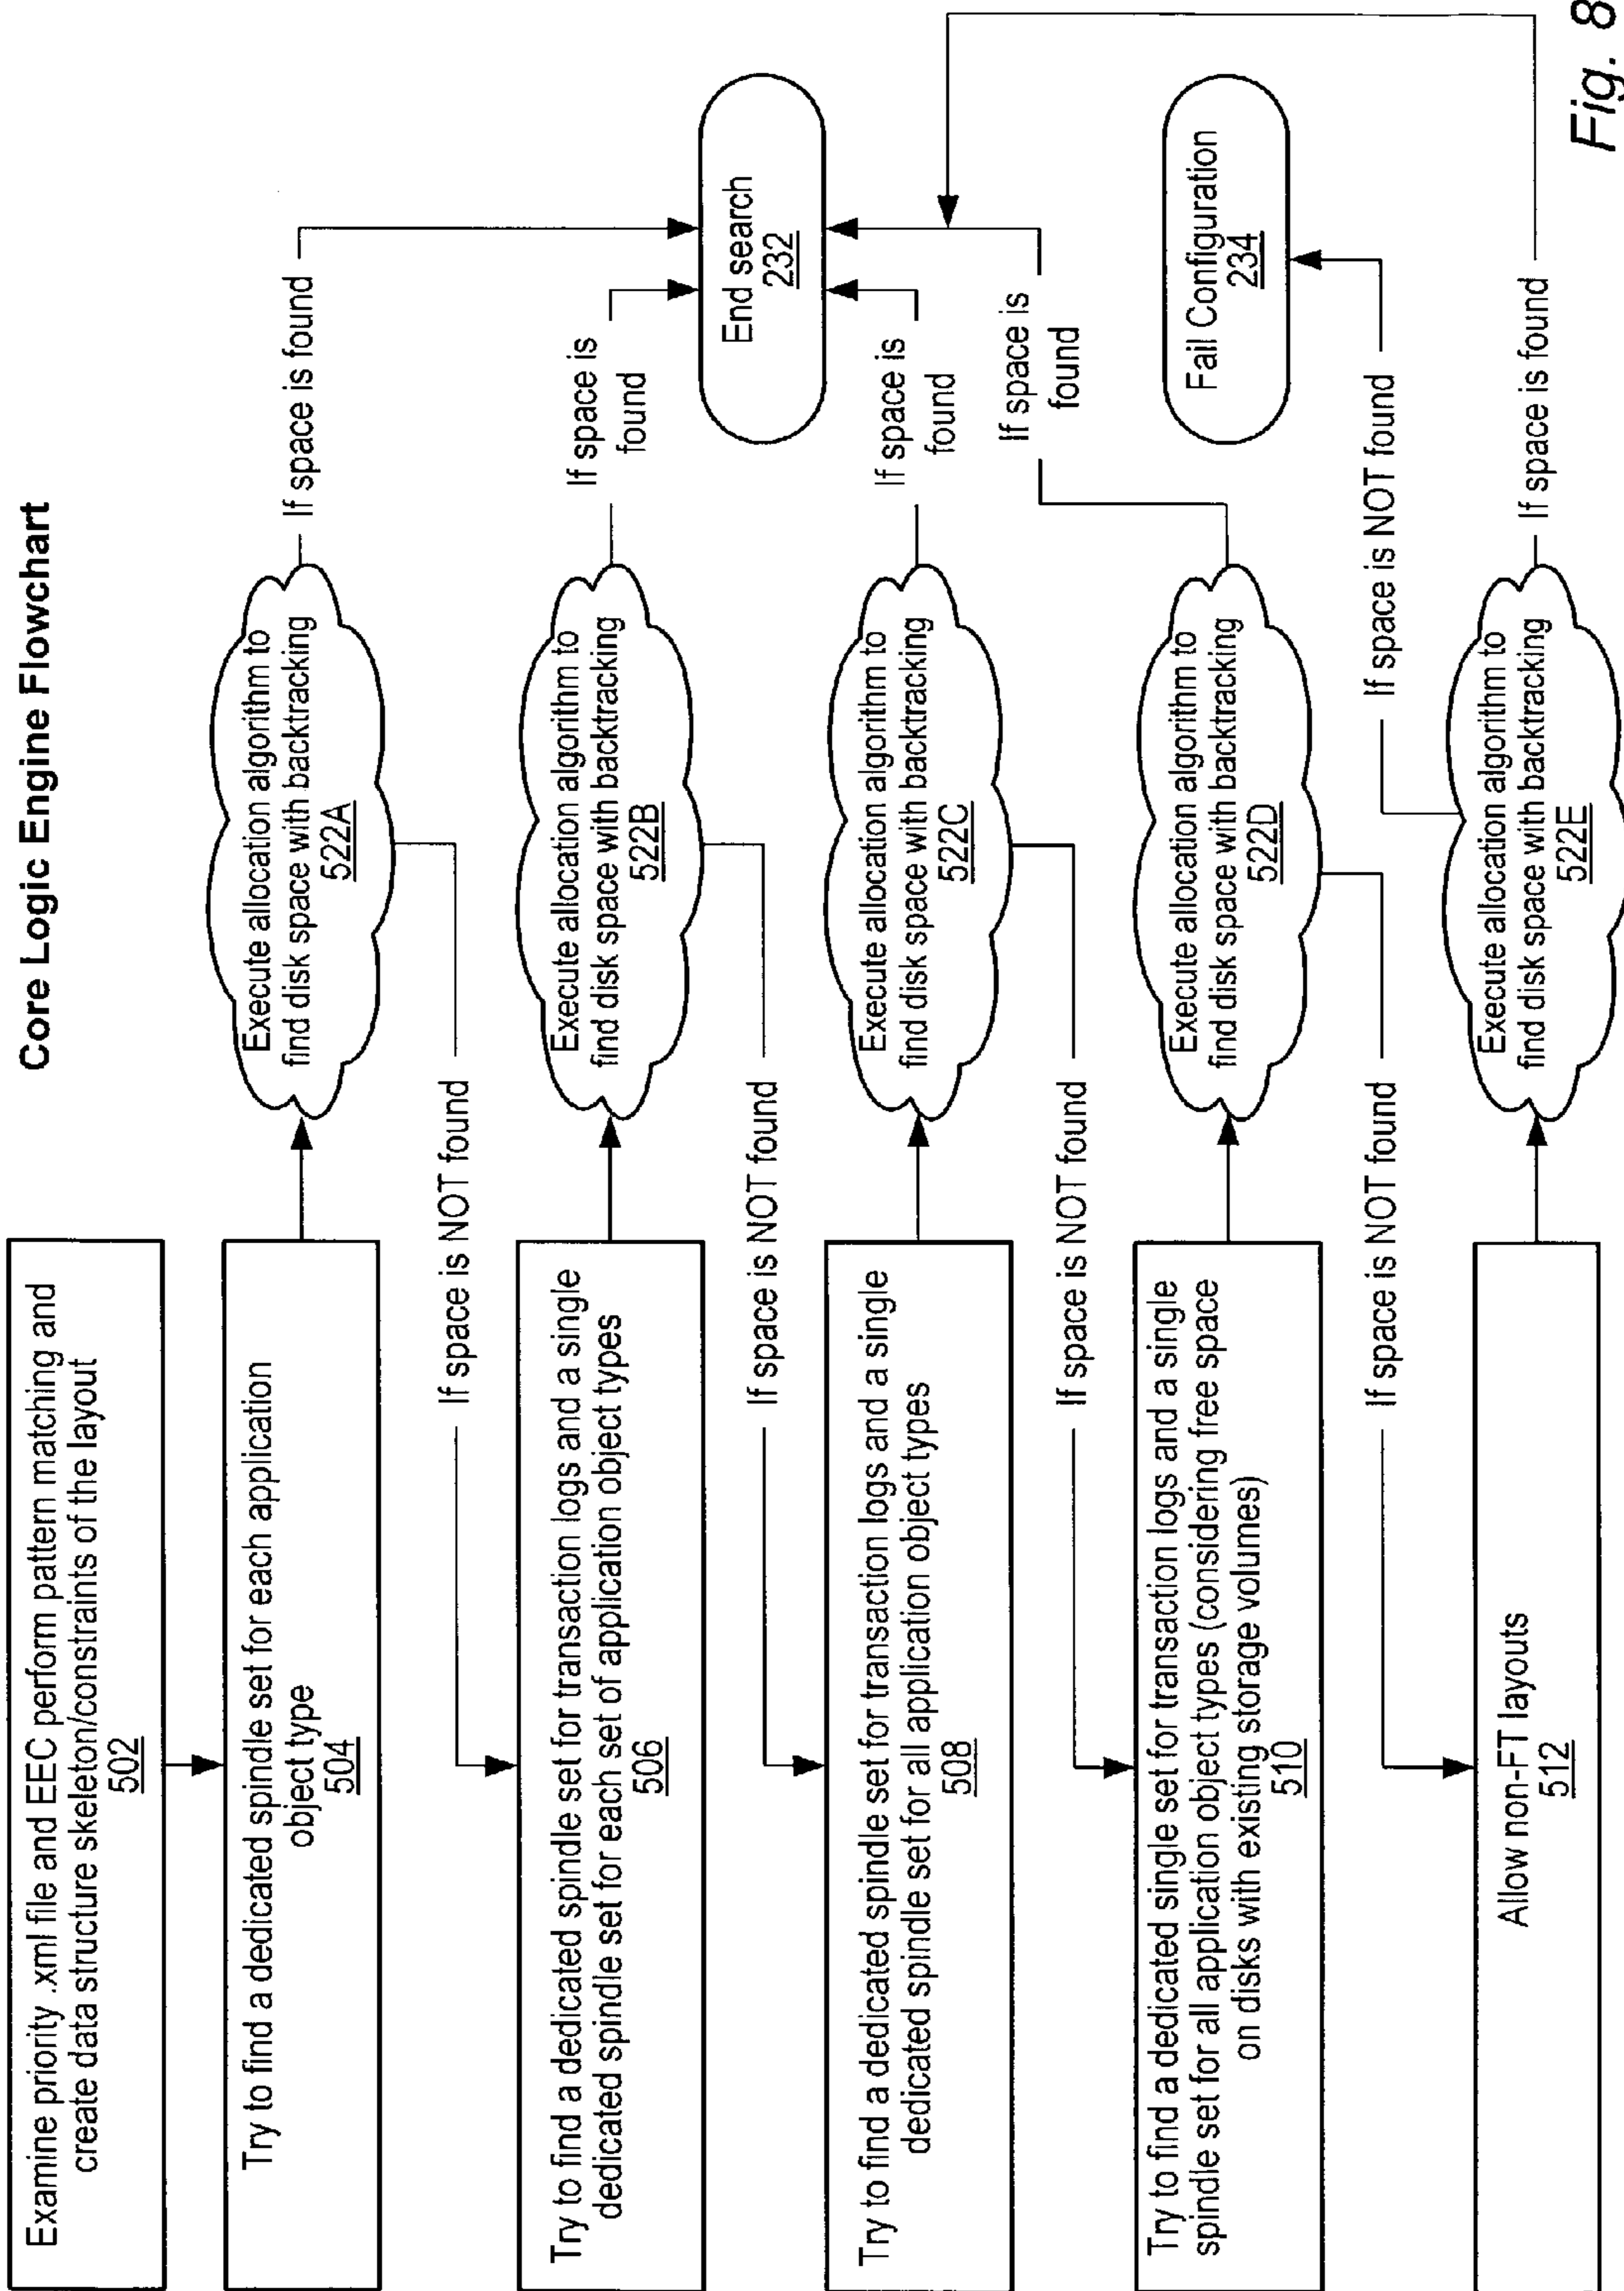 Core Logic Engine Flowchart
Examine priority .xml file and EEC perform pattern matching and
create data structure skeleton/constraints of the layout
502
Try to find a dedicated spindle set for each application
object type
504
Execute allocation algorithm to
find disk space with backtracking
522A
If space is found
If space is NOT found
Try to find a dedicated spindle set for transaction logs and a single
dedicated spindle set for each set of application object types
506
Execute allocation algorithm to
find disk space with backtracking
522B
If space is
found
If space is NOT found
End search
232
Try to find a dedicated spindle set for transaction logs and a single
dedicated spindle set for all application object types
508
Execute allocation algorithm to
find disk space with backtracking
522C
If space is
found
If space is NOT found
If space is
found
Try to find a dedicated single set for transaction logs and a single
spindle set for all application object types (considering free space
on disks with existing storage volumes)
510
Execute allocation algorithm to
find disk space with backtracking
522D
Fail Configuration
234
If space is NOT found
If space is NOT found
Allow non-FT layouts
512
Execute allocation algorithm to
find disk space with backtracking
522E
If space is found
Fig. 8